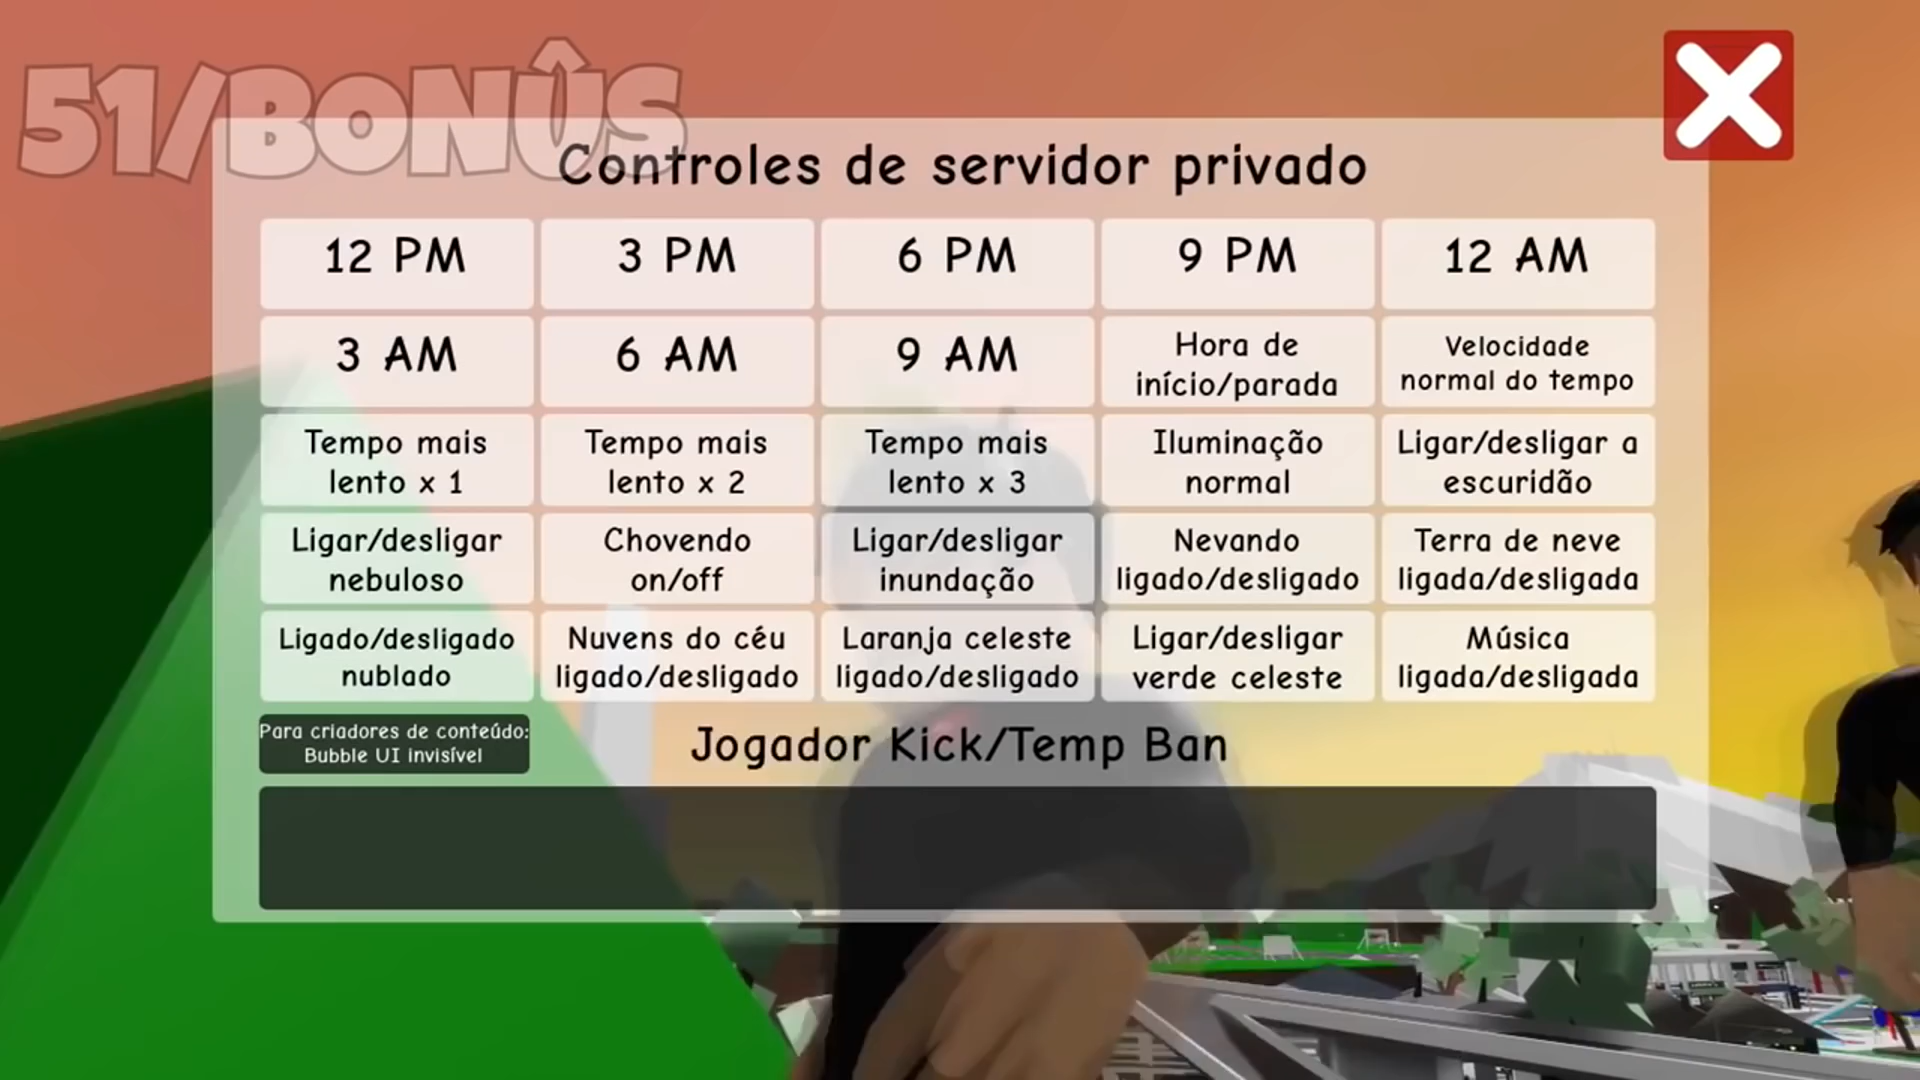 51/BONÛS
Controles de servidor privado
12 PM
3 PM
6 PM
9 PM
12 AM
3 AM
6 AM
9 AM
Hora de
início/parada
Velocidade
normal do tempo
Tempo mais
lento x 1
Tempo mais
lento x 2
Tempo mais
lento x 3
Iluminação
normal
Ligar/desligar a
escuridão
Ligar/desligar
nebuloso
Chovendo
on/off
Ligar/desligar
inundação
Nevando
ligado/desligado
Terra de neve
ligada/desligada
Ligado/desligado
nublado
Nuvens do céu
ligado/desligado
Laranja celeste
ligado/desligado
Ligar/desligar
verde celeste
Música
ligada/desligada
Para criadores de conteúdo:
Bubble UI invisível
Jogador Kick/Temp Ban